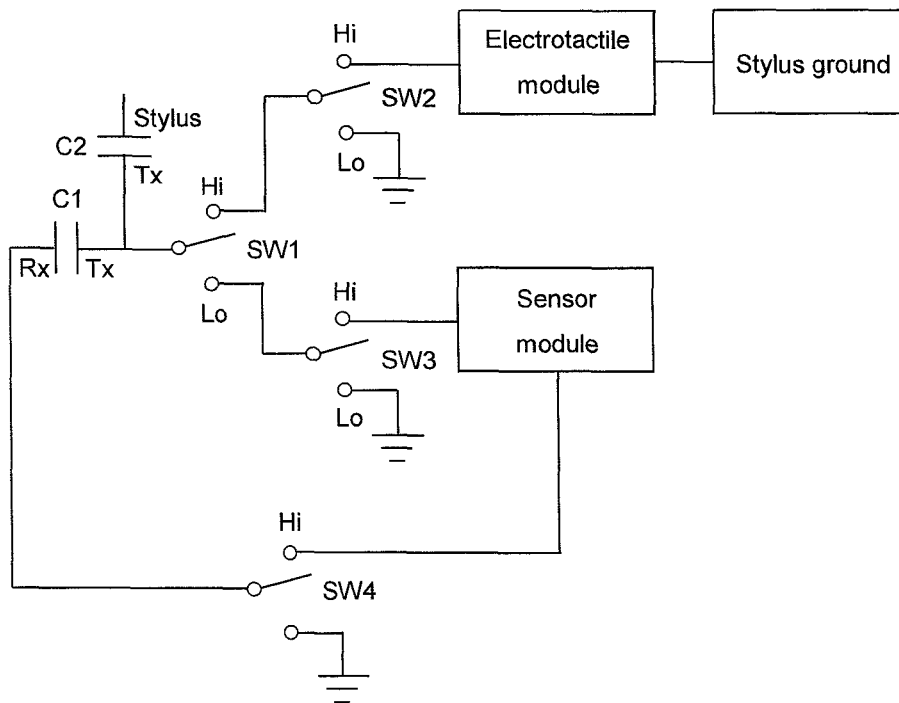 Hi
Electrotactile
module
Stylus ground
SW2
Stylus
C2
Lo
Tx
Hi
C1
SW1
Rx
Tx
Lo
Hi
Sensor
module
SW3
Lo
Hi
SW4